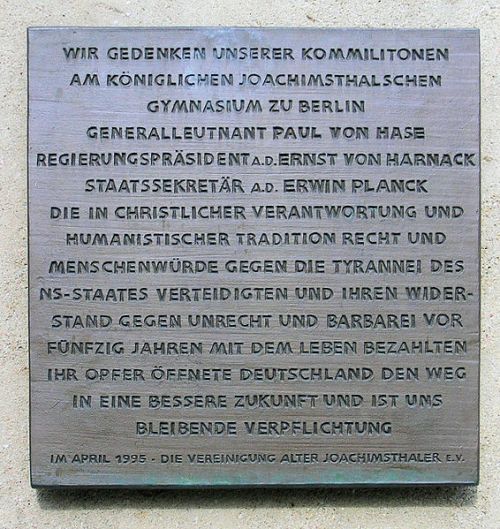 WIR GEDENKEN UNSERER KOMMILITONEN
AM KÖNIGLICHEN JOACHIMSTHALSCHEN
GYMNASIUM ZU BERLIN
GENERALLEUTNANT PAUL VON HASE
REGIERUNGSPRÄSIDENT A.D. ERNST VON HARNACK
STAATSSEKRETÄR A.D. ERWIN PLANCK
DIE IN CHRISTLICHER VERANTWORTUNG UND
HUMANISTISCHER TRADITION RECHT UND
MENSCHENWÜRDE GEGEN DIE TYRANNEI DES
NS-STAATES VERTEIDIGTEN UND IHREN WIDER-
STAND GEGEN UNRECHT UND BARBAREI VOR
FÜNFZIG JAHREN MIT DEM LEBEN BEZAHLTEN
IHR OPFER ÖFFNETE DEUTSCHLAND DEN WEG
IN EINE BESSERE ZUKUNFT UND IST UNS
BLEIBENDE VERPFLICHTUNG
IM APRIL 1995 · DIE VEREINIGUNG ALTER JOACHIMSTHALER E.V.